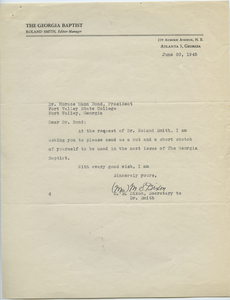 THE GEORGIA BAPTIST
ROLAND SMITH, Editor-Manager
ATLANTA 3, GEORGIA
June 26, 1945
Dr. Horace Mann Bond, President
Fort Valley State College
Fort Valley, Georgia
Dear Dr. Bond:
At the request of Dr. Roland Smith, I am
asking you to please send us a cut and a short sketch
of yourself to be used in the next issue of The Georgia
Baptist.
With every good wish, I am
Sincerely yours,
Dixon, Secretary to
Dr. Smith